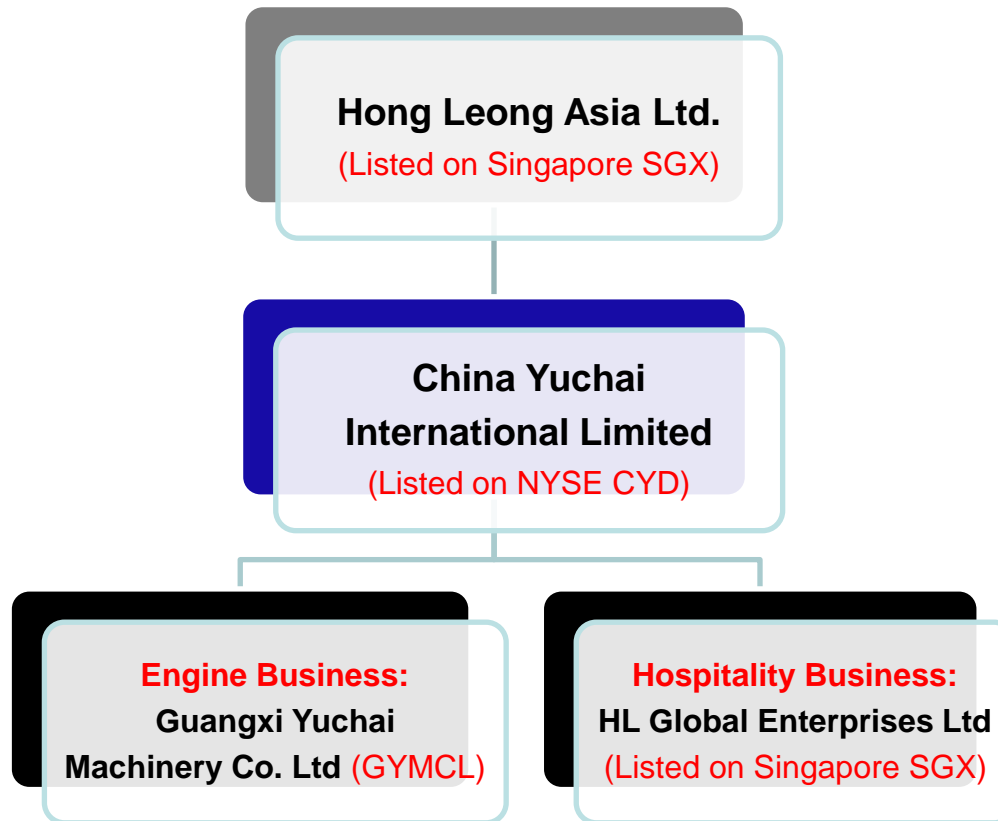 Hong Leong Asia Ltd.
(Listed on Singapore SGX)
China Yuchai
International Limited
(Listed on NYSE CYD)
Engine Business:
Guangxi Yuchai
Machinery Co. Ltd (GYMCL)
Hospitality Business:
HL Global Enterprises Ltd
(Listed on Singapore SGX)